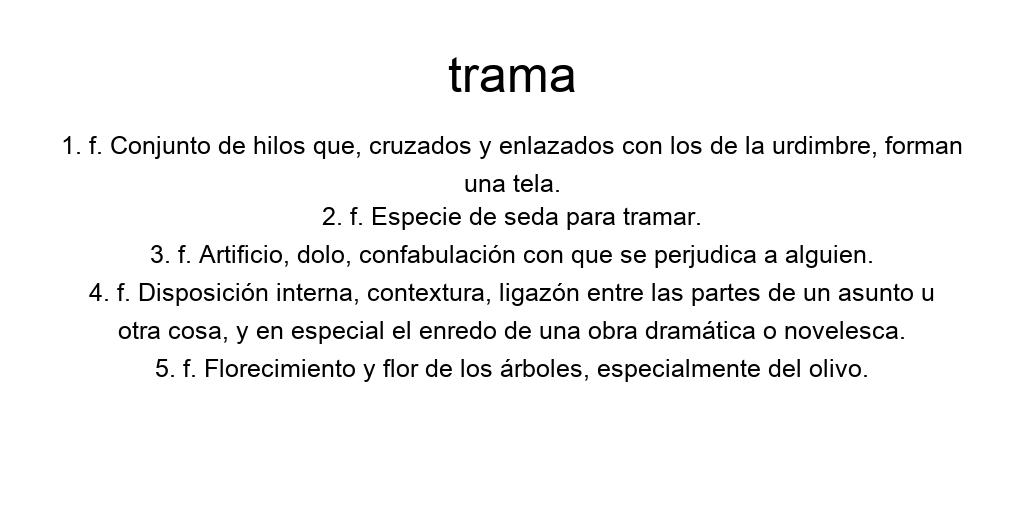 trama
1. f. Conjunto de hilos que, cruzados y enlazados con los de la urdimbre, forman
una tela.
2. f. Especie de seda para tramar.
3. f. Artificio, dolo, confabulación con que se perjudica a alguien.
4. f. Disposición interna, contextura, ligazón entre las partes de un asunto u
otra cosa, y en especial el enredo de una obra dramática o novelesca.
5. f. Florecimiento y flor de los árboles, especialmente del olivo.